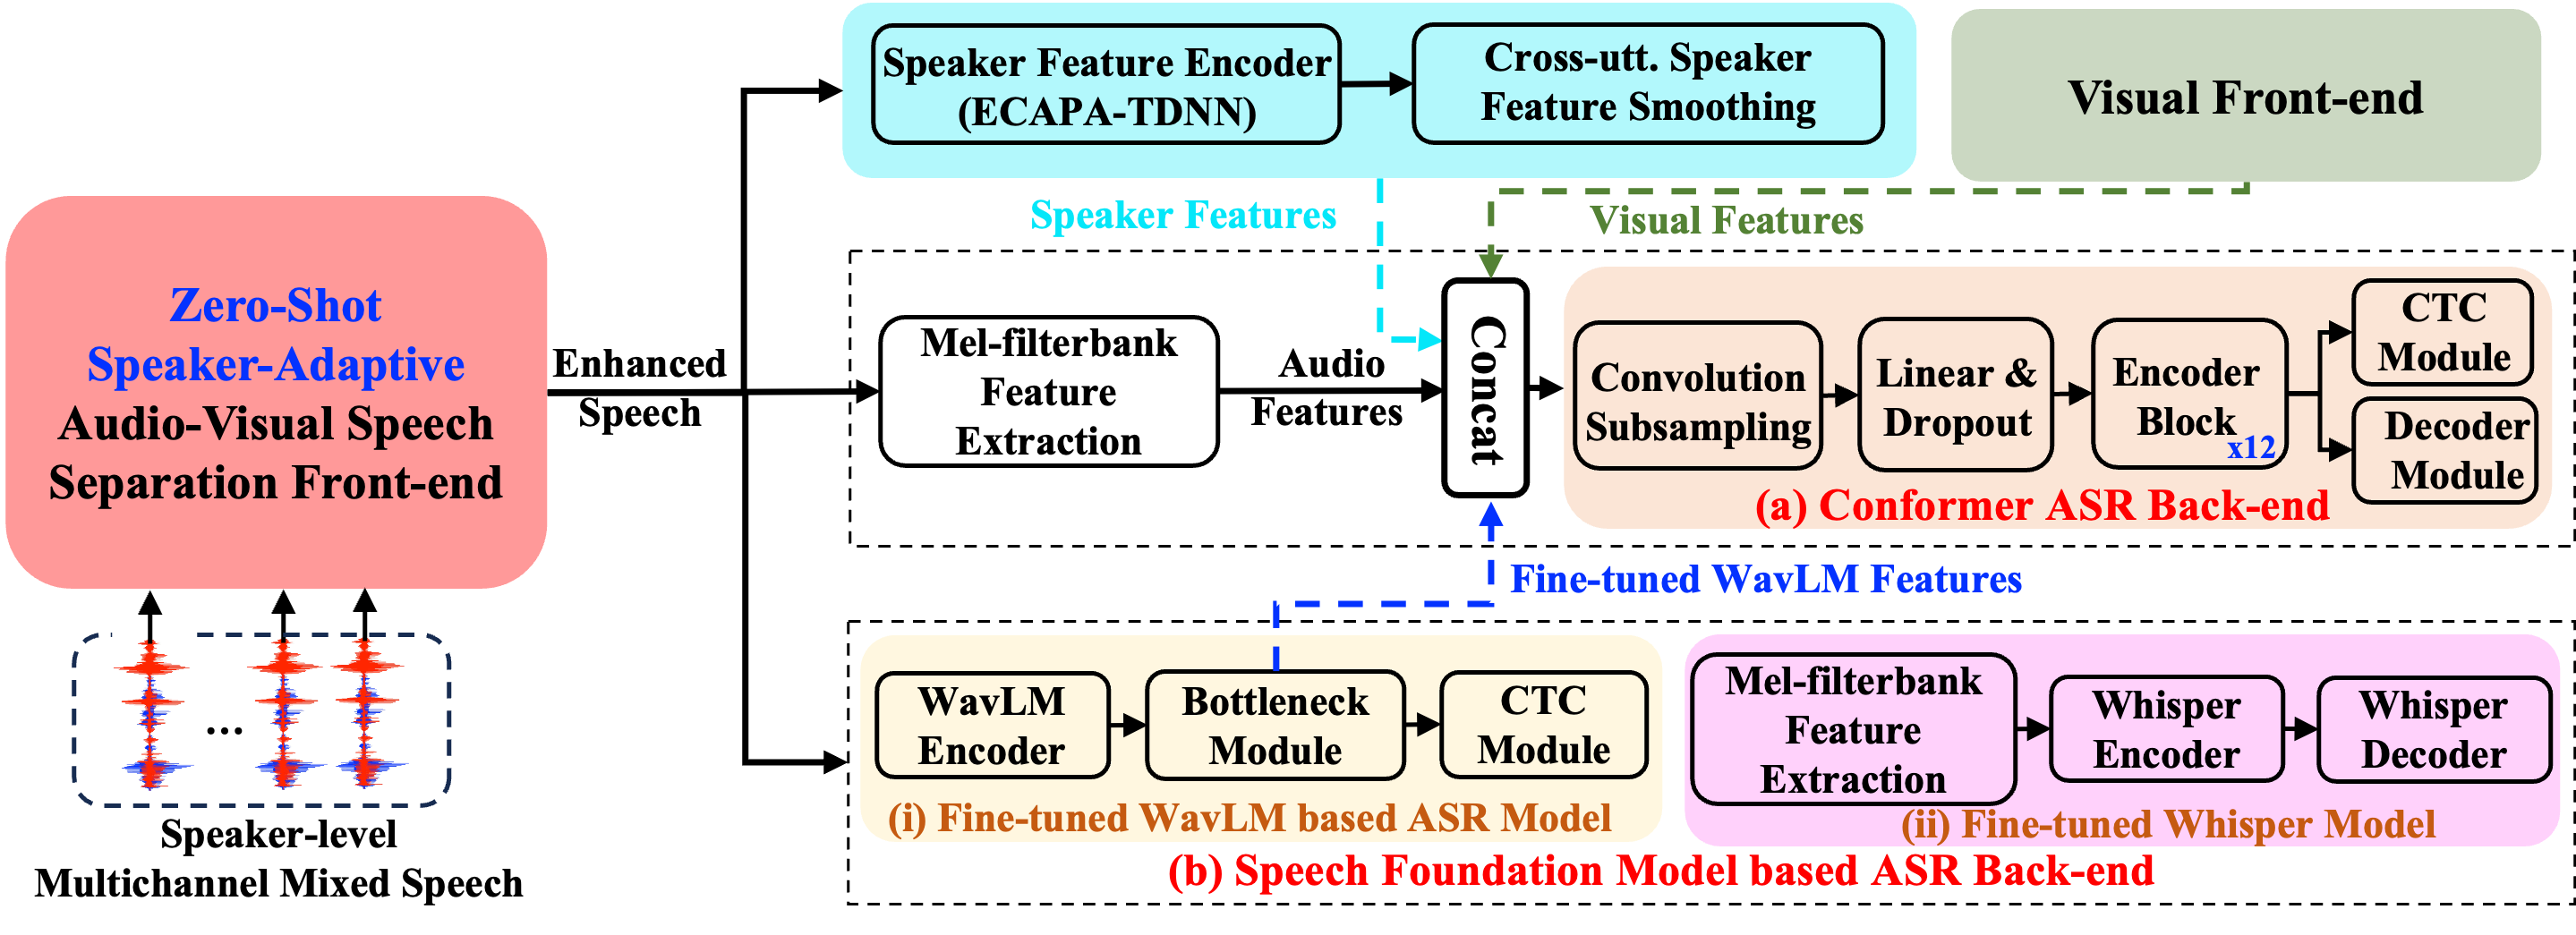 Zero-Shot
Speaker-Adaptive
Audio-Visual Speech
Separation Front-end
...
Speaker-level
Multichannel Mixed Speech
Enhanced
Speech
Speaker Feature Encoder
(ECAPA-TDNN)
Cross-utt. Speaker
Feature Smoothing
Visual Front-end
Speaker Features
Visual Features
Mel-filterbank
Feature
Extraction
Audio
Features
Concat
Convolution
Subsampling
Linear &
Dropout
Encoder
Block
x12
CTC
Module
Decoder
Module
(a) Conformer ASR Back-end
Fine-tuned WavLM Features
WavLM
Encoder
Bottleneck
Module
CTC
Module
(i) Fine-tuned WavLM based ASR Model
Mel-filterbank
Feature
Extraction
Whisper
Encoder
Whisper
Decoder
(ii) Fine-tuned Whisper Model
(b) Speech Foundation Model based ASR Back-end